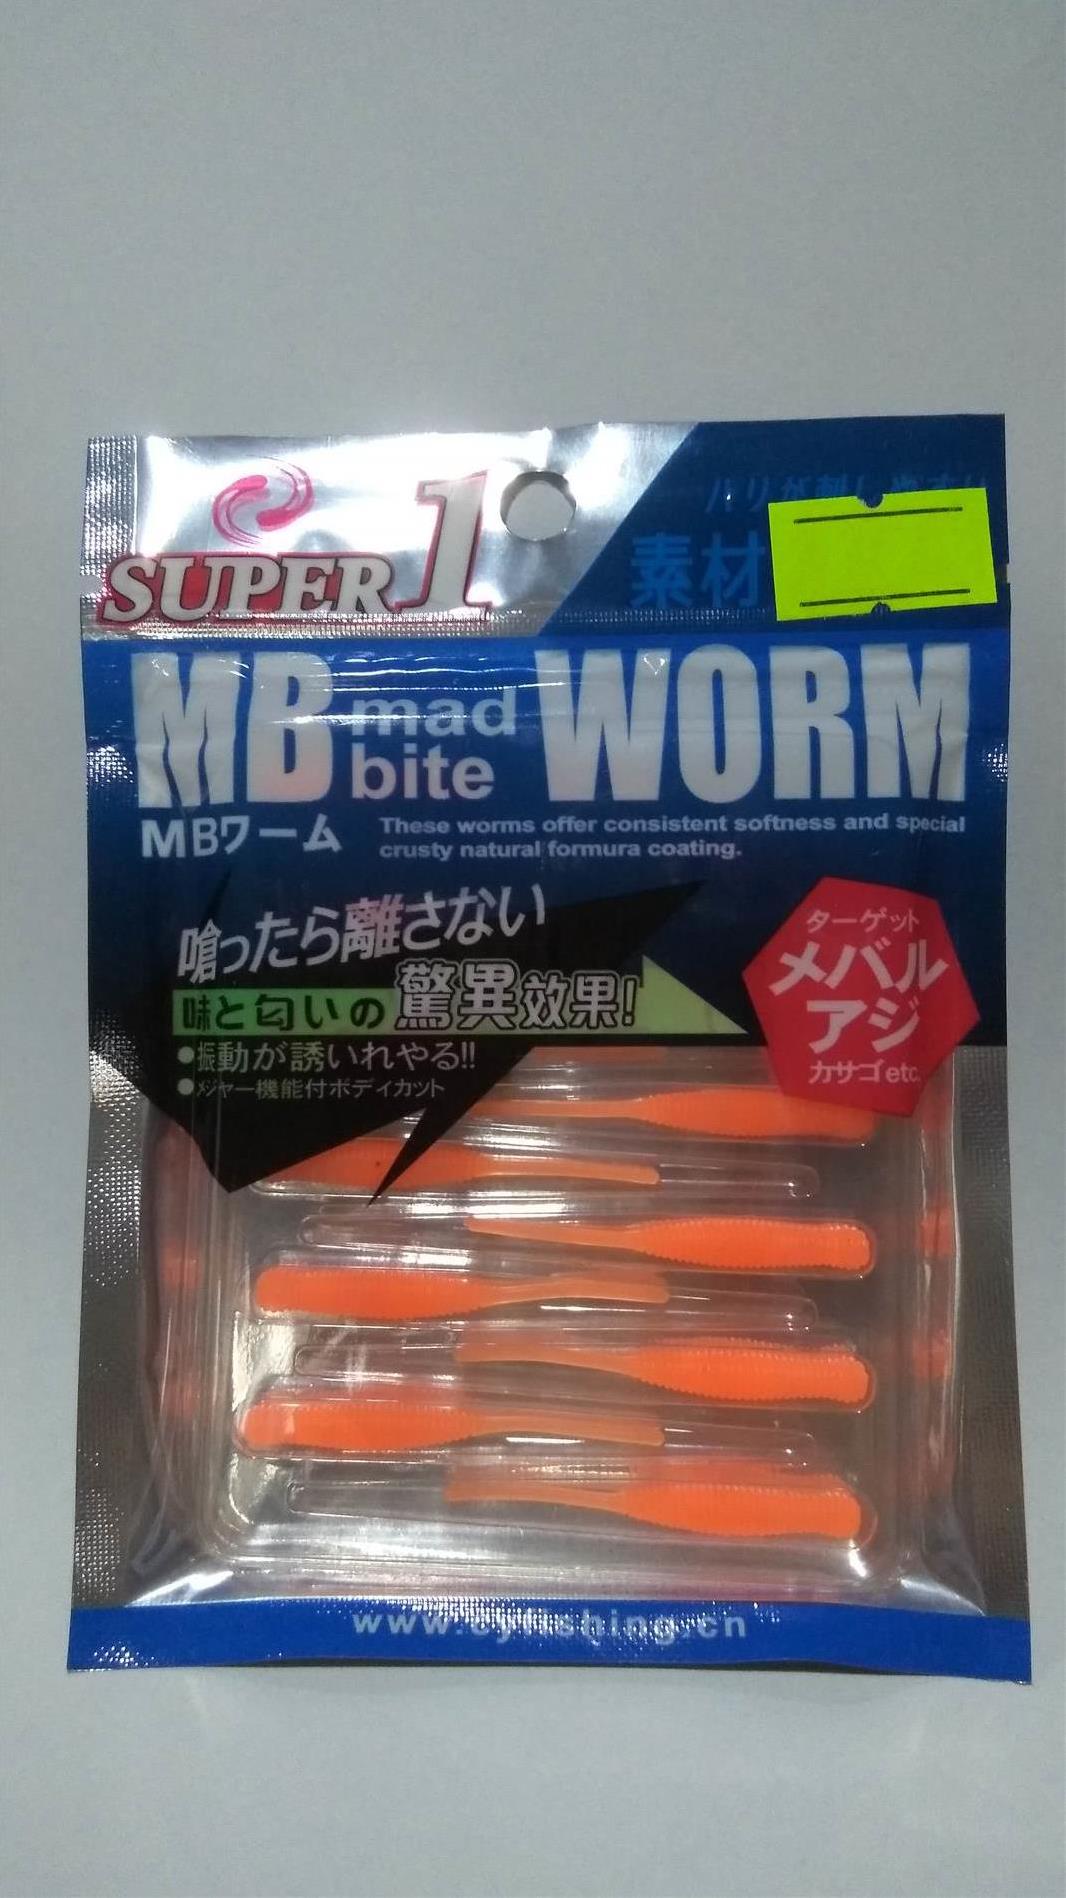 SUPER 1
素材
MB mad bite WORM
MBワーム
These worms offer consistent softness and special
crusty natural formura coating.
喰ったら離さない
味と匂いの驚異効果!
●振動が誘いれやる!!
●メジャー機能付ボディカット
ターゲット
メバル
アジ
カサゴetc.
www.cyfishing.cn